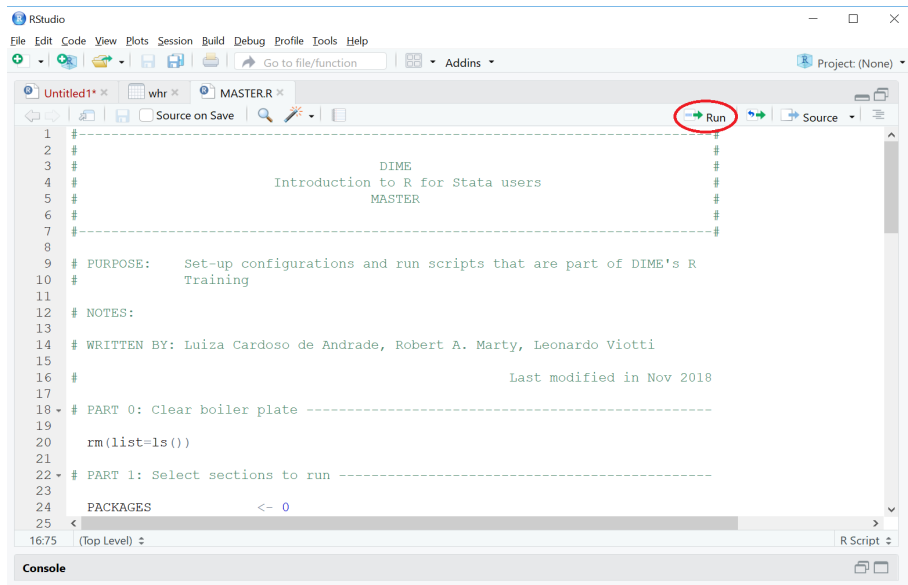 RStudio
File Edit Code View Plots Session Build Debug Profile Tools Help
Go to file/function Addins Project: (None)
Untitled1* whr MASTER.R
Source on Save Run Source
1 #------------------------------------------------------------------------------#
2 # #
3 # DIME #
4 # Introduction to R for Stata users #
5 # MASTER #
6 # #
7 #------------------------------------------------------------------------------#
8
9 # PURPOSE: Set-up configurations and run scripts that are part of DIME's R
10 # Training
11
12 # NOTES:
13
14 # WRITTEN BY: Luiza Cardoso de Andrade, Robert A. Marty, Leonardo Viotti
15
16 # Last modified in Nov 2018
17
18 # PART 0: Clear boiler plate --------------------------------------------------
19
20 rm(list=ls())
21
22 # PART 1: Select sections to run ----------------------------------------------
23
24 PACKAGES <- 0
25
16:75 (Top Level) R Script
Console